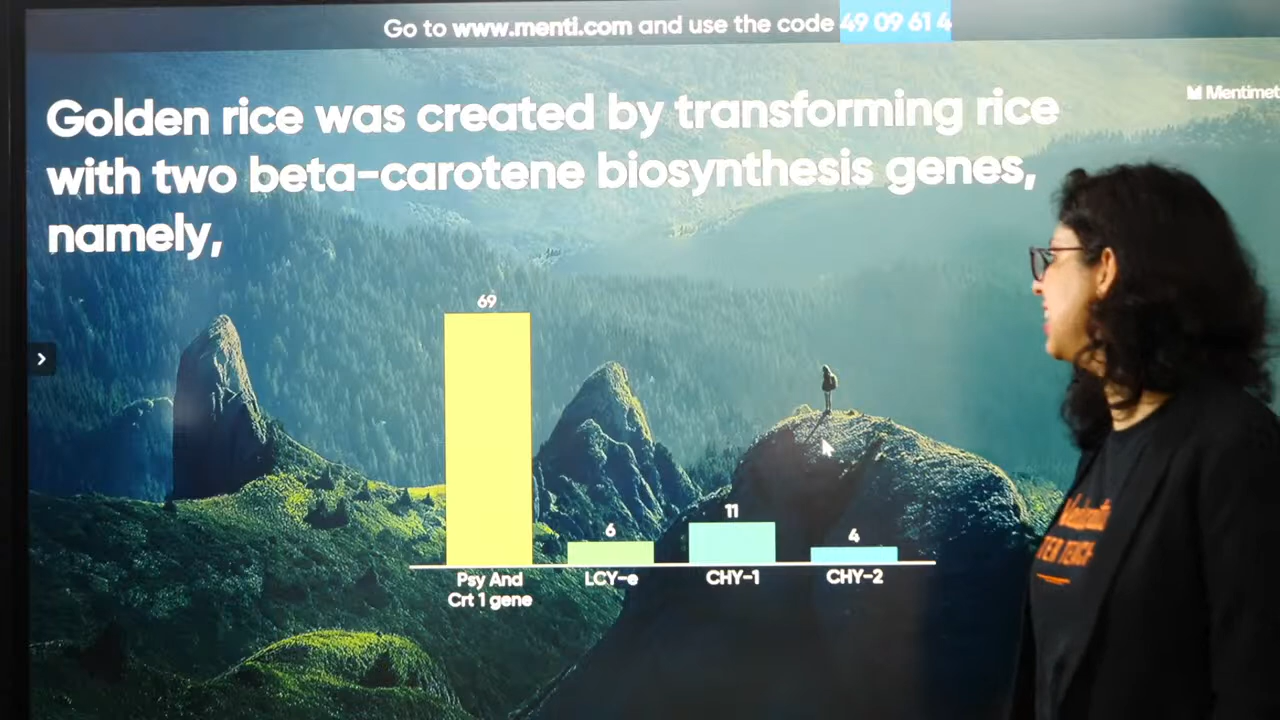 Go to www.menti.com and use the code 49 09 61 4
Mentimet
Golden rice was created by transforming rice
with two beta-carotene biosynthesis genes,
namely,
69
6
11
4
Psy And
Crt 1 gene
LCY-e
CHY-1
CHY-2